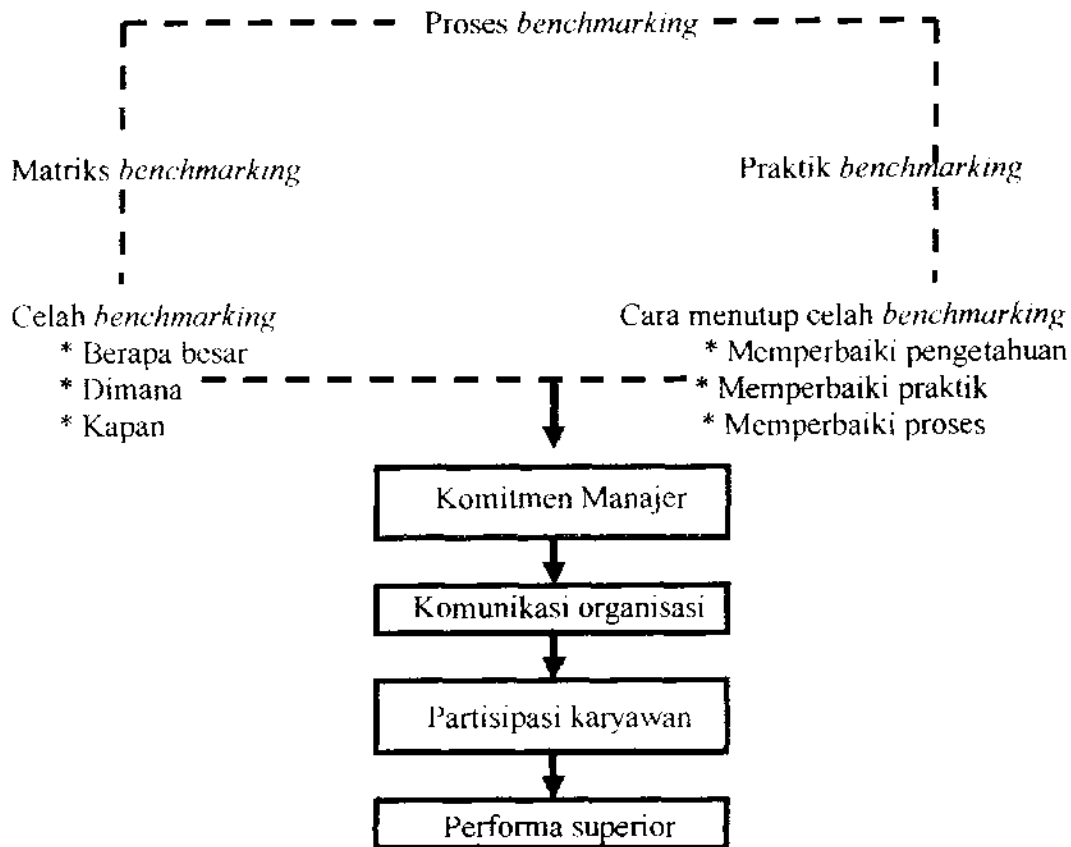 Proses benchmarking
Matriks benchmarking
Praktik benchmarking
Celah benchmarking
* Berapa besar
* Dimana
* Kapan
Cara menutup celah benchmarking
* Memperbaiki pengetahuan
* Memperbaiki praktik
* Memperbaiki proses
Komitmen Manajer
Komunikasi organisasi
Partisipasi karyawan
Performa superior